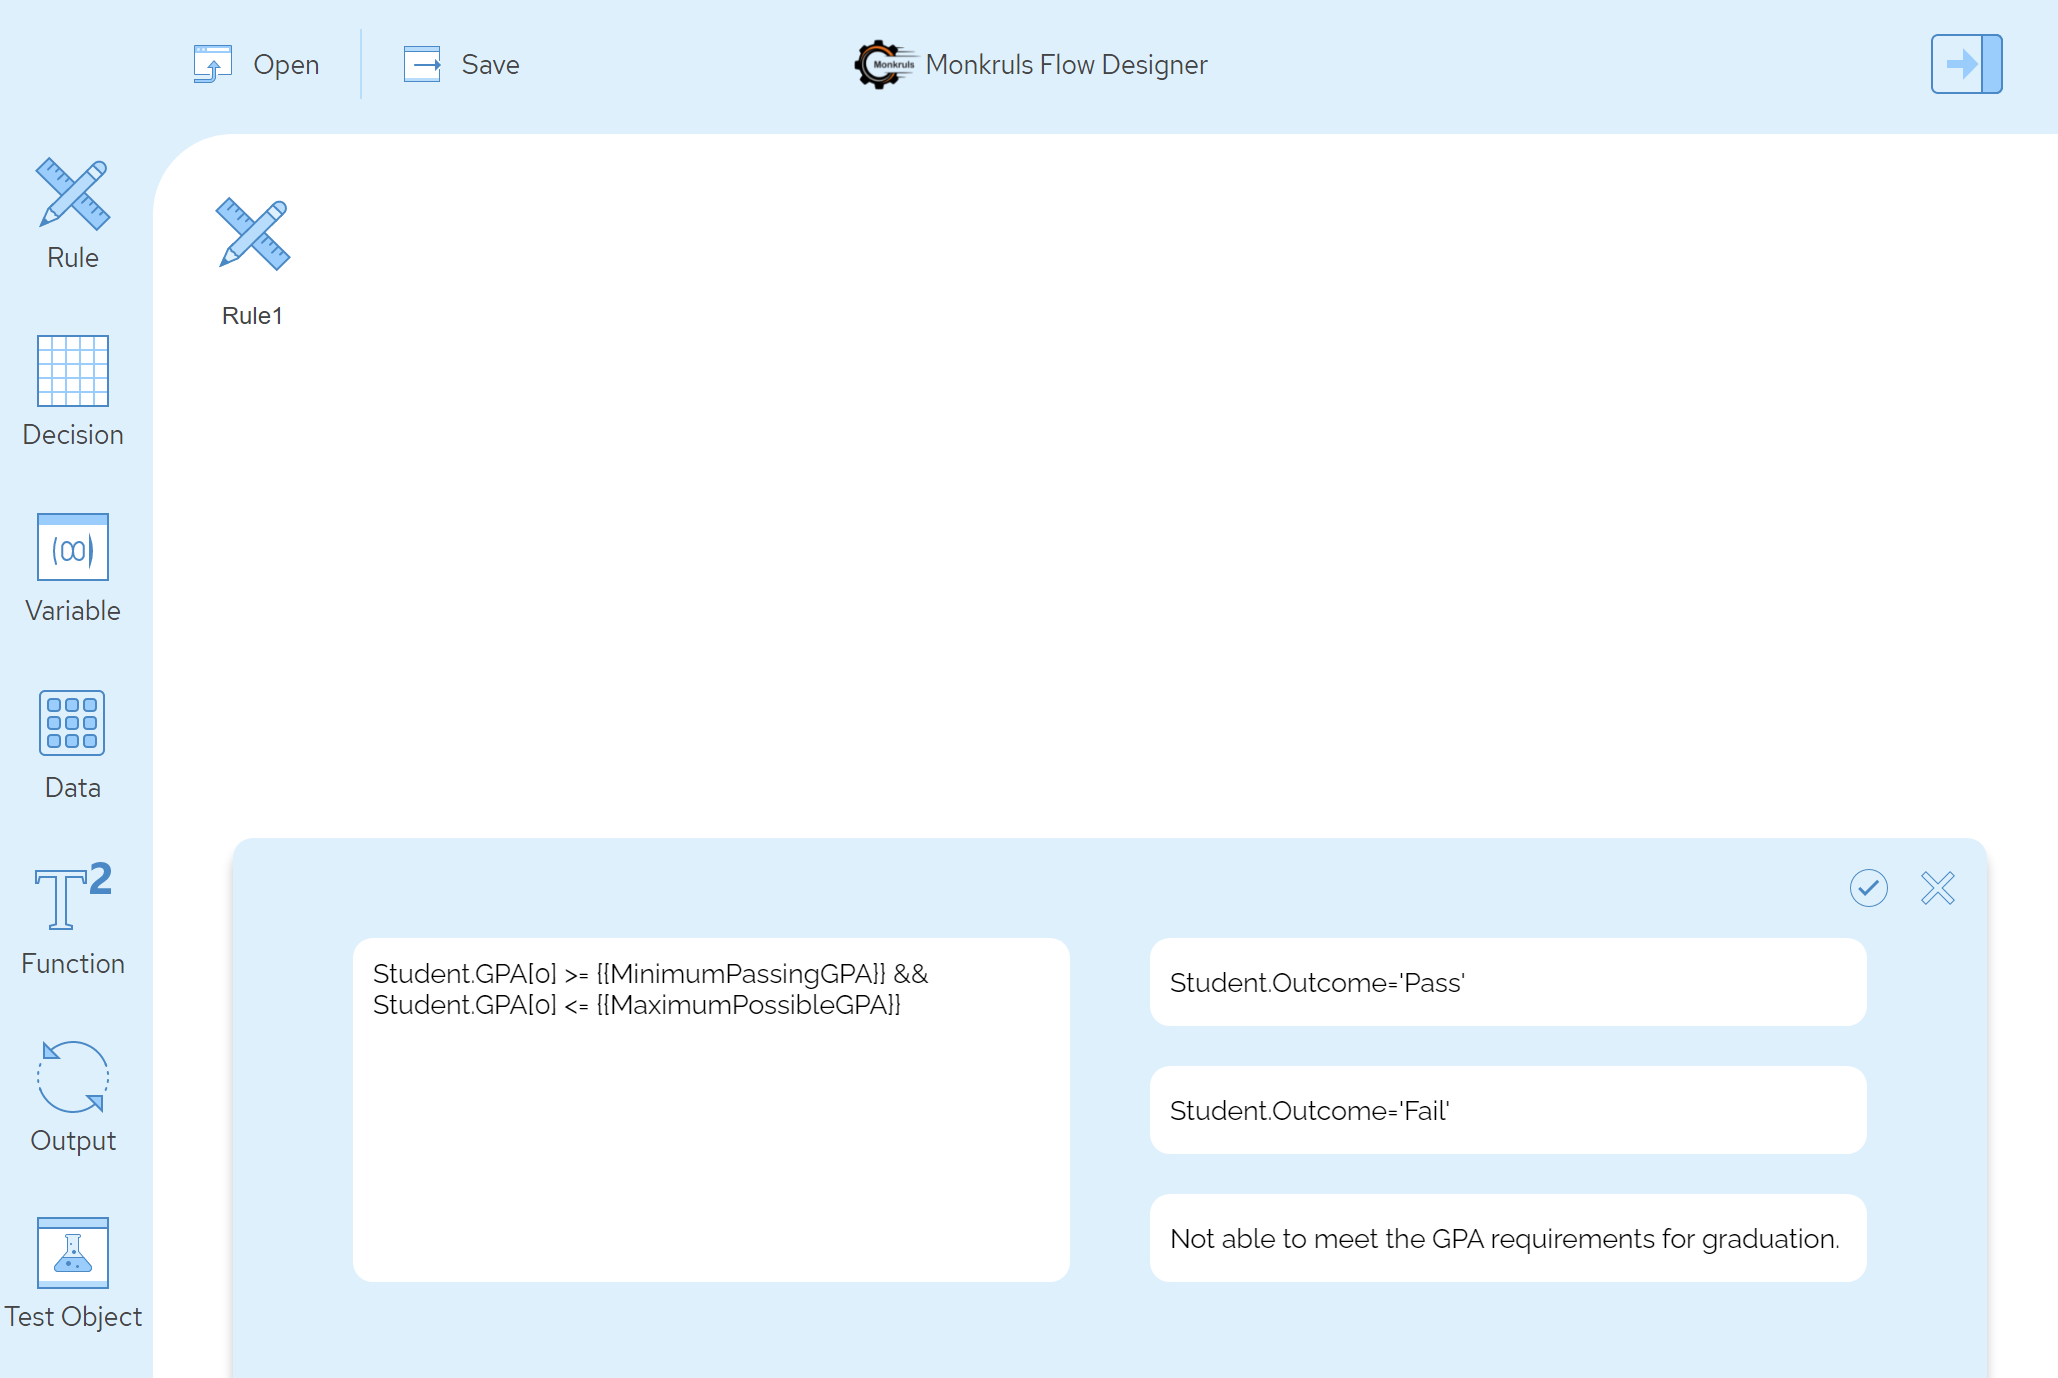 Open
Save
Monkruls
Monkruls Flow Designer
Rule
Decision
Variable
Data
T2
Function
Output
Test Object
Rule1
Student.GPA[0] >= {{MinimumPassingGPA}} &&
Student.GPA[0] <= {{MaximumPossibleGPA}}
Student.Outcome='Pass'
Student.Outcome='Fail'
Not able to meet the GPA requirements for graduation.